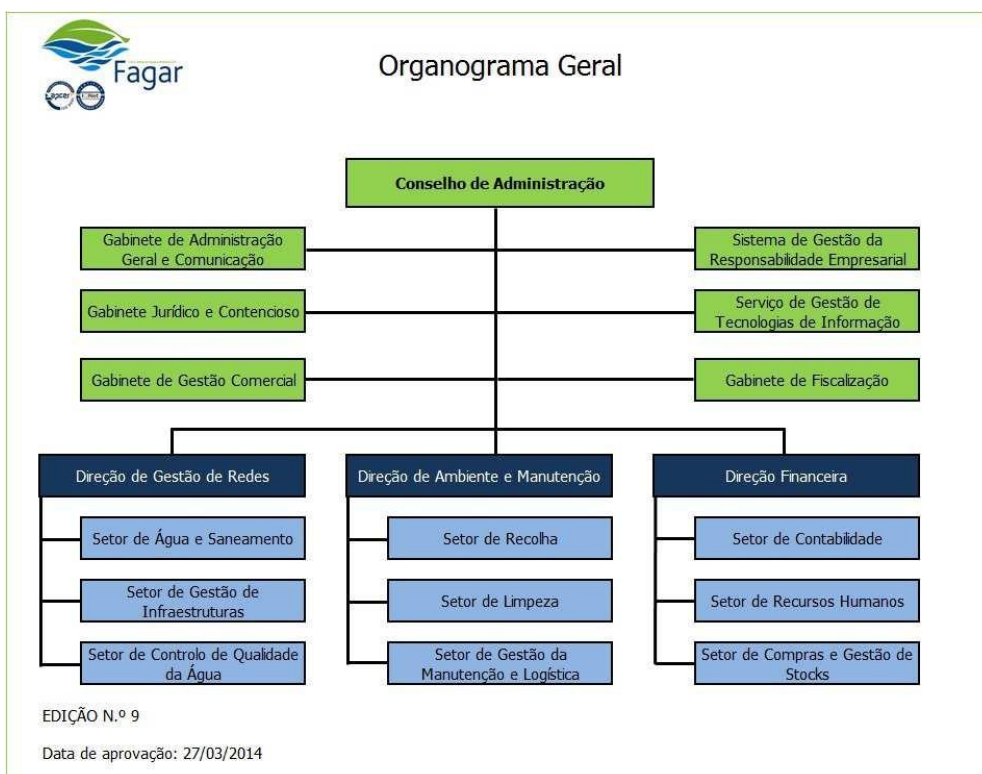 Fagar
apcer
Organograma Geral
Conselho de Administração
Gabinete de Administração
Geral e Comunicação
Sistema de Gestão da
Responsabilidade Empresarial
Gabinete Jurídico e Contencioso
Serviço de Gestão de
Tecnologias de Informação
Gabinete de Gestão Comercial
Gabinete de Fiscalização
Direção de Gestão de Redes
Direção de Ambiente e Manutenção
Direção Financeira
Setor de Água e Saneamento
Setor de Recolha
Setor de Contabilidade
Setor de Gestão de
Infraestruturas
Setor de Limpeza
Setor de Recursos Humanos
Setor de Controlo de Qualidade
da Água
Setor de Gestão da
Manutenção e Logística
Setor de Compras e Gestão de
Stocks
EDIÇÃO N.º 9
Data de aprovação: 27/03/2014